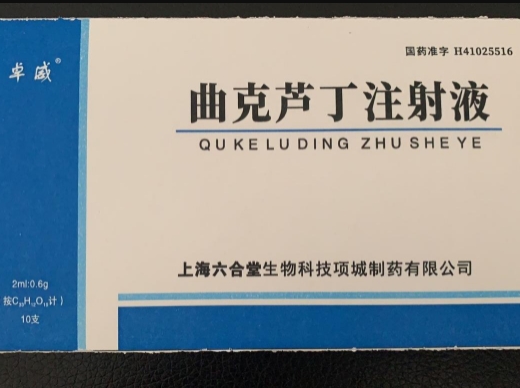 国药准字 H41025516
卓威®
曲克芦丁注射液
QU KE LU DING ZHU SHE YE
上海六合堂生物科技项城制药有限公司
2ml:0.6g
10支